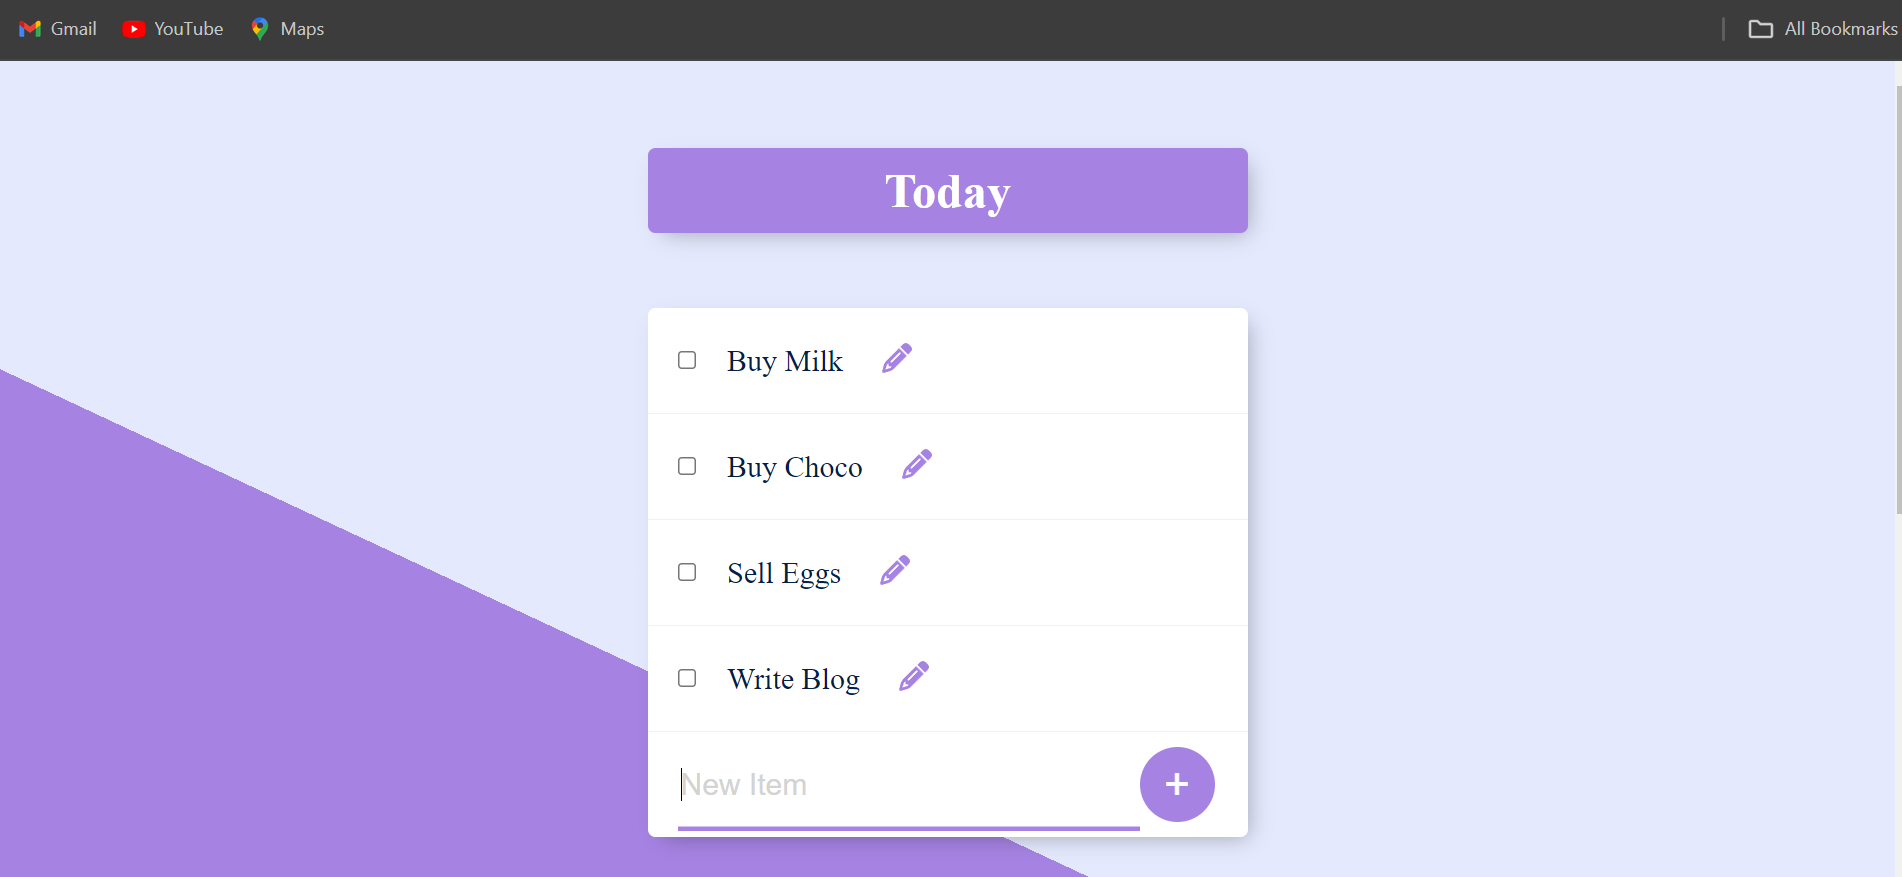 Gmail YouTube Maps All Bookmarks
Today
Buy Milk
Buy Choco
Sell Eggs
Write Blog
New Item +